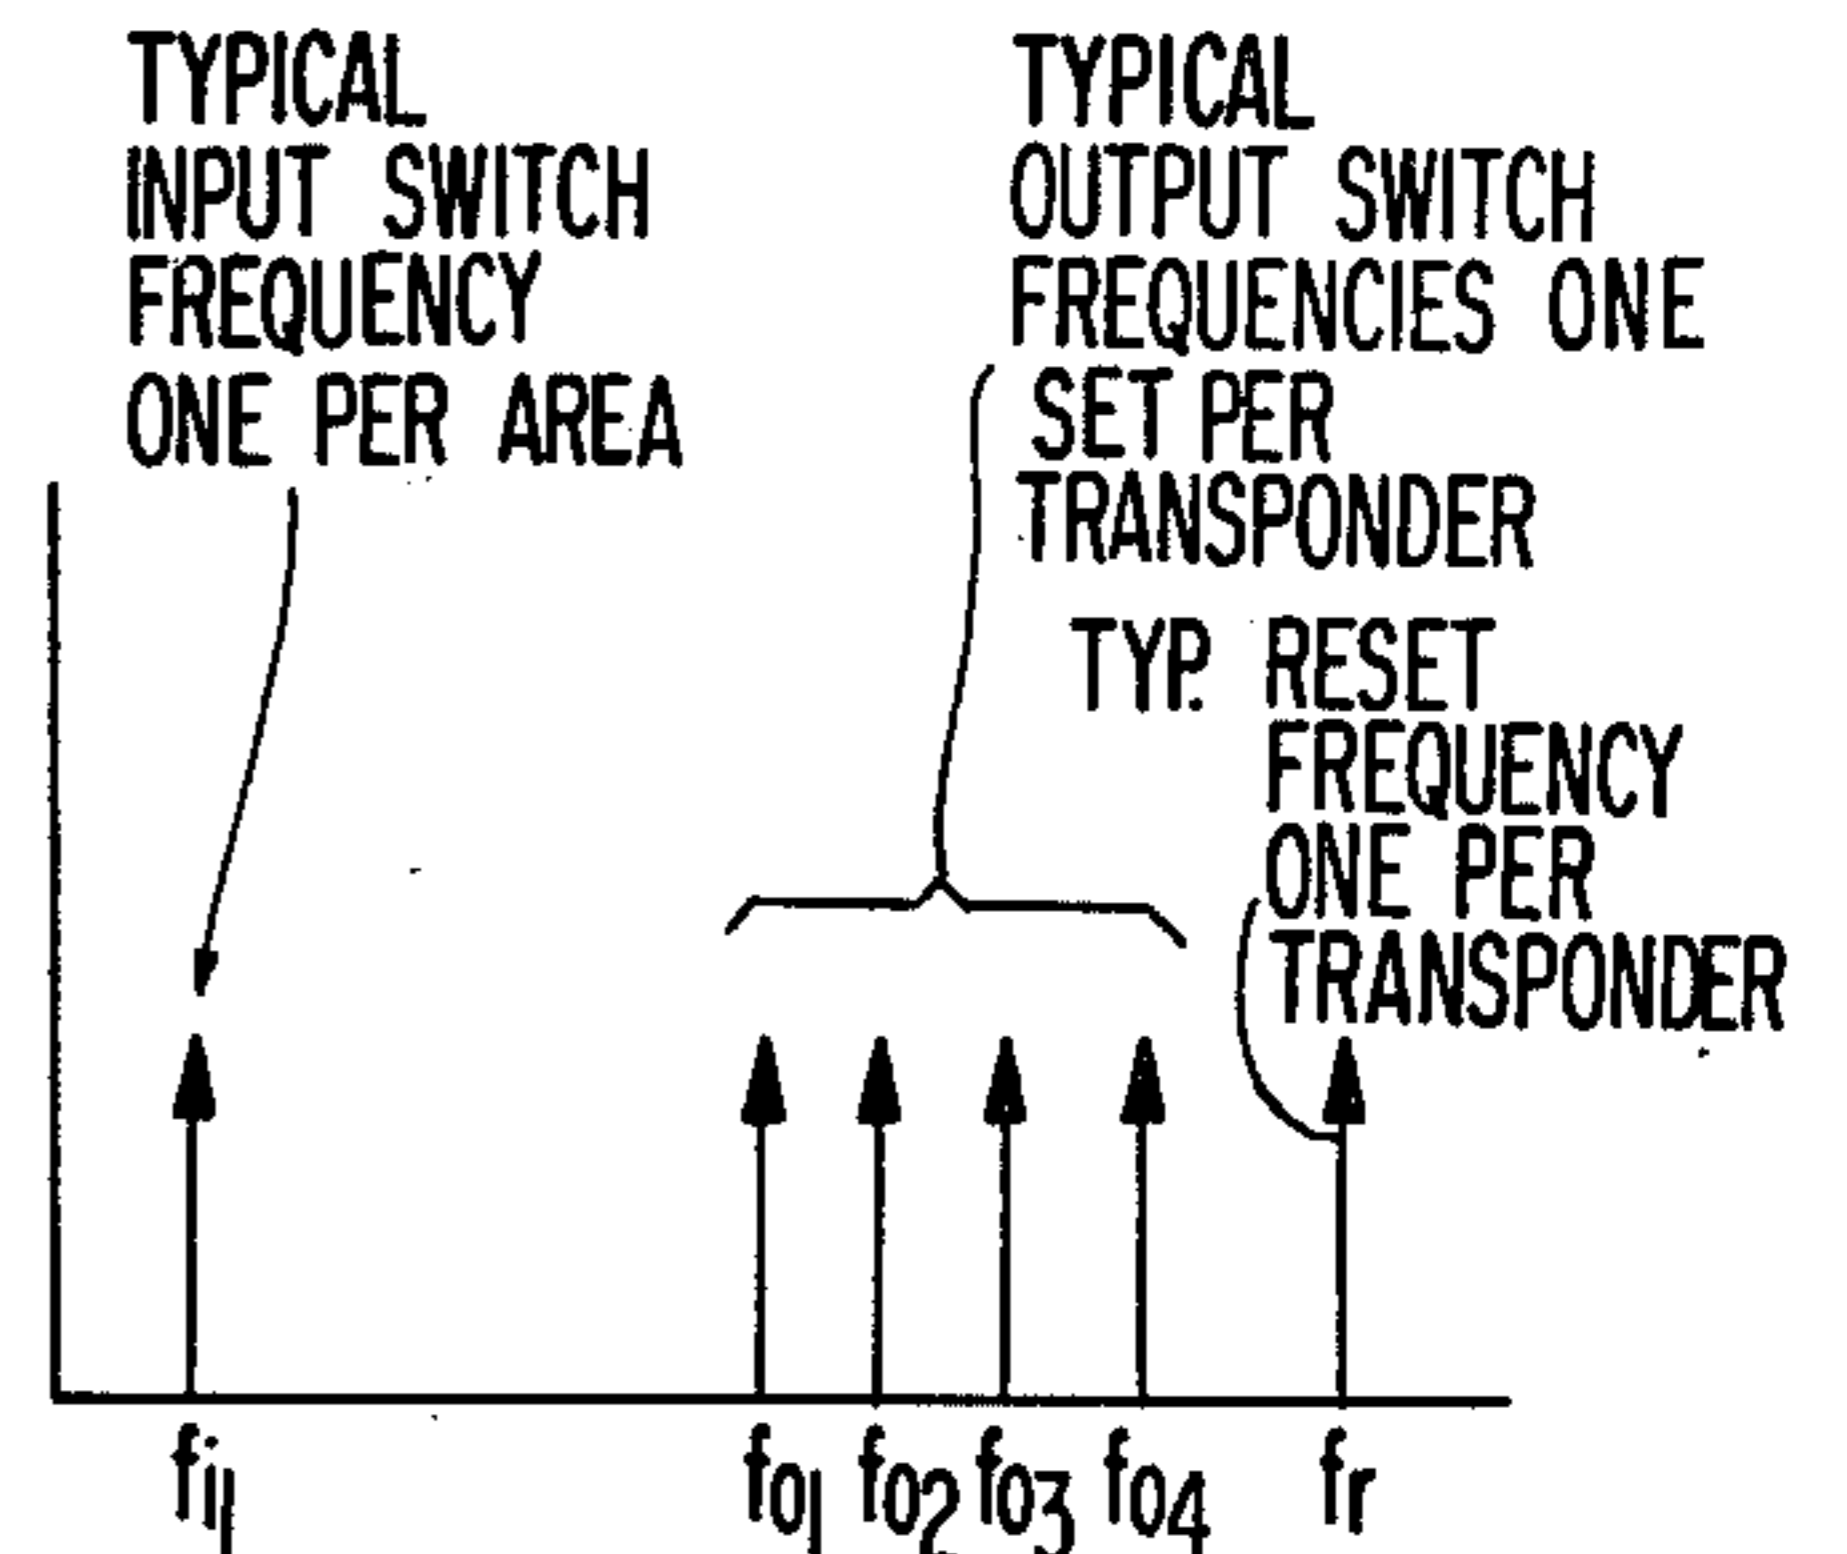 TYPICAL
INPUT SWITCH
FREQUENCY
ONE PER AREA
TYPICAL
OUTPUT SWITCH
FREQUENCIES ONE
SET PER
TRANSPONDER
TYP. RESET
FREQUENCY
ONE PER
TRANSPONDER
fi1 fo1 fo2 fo3 fo4 fr